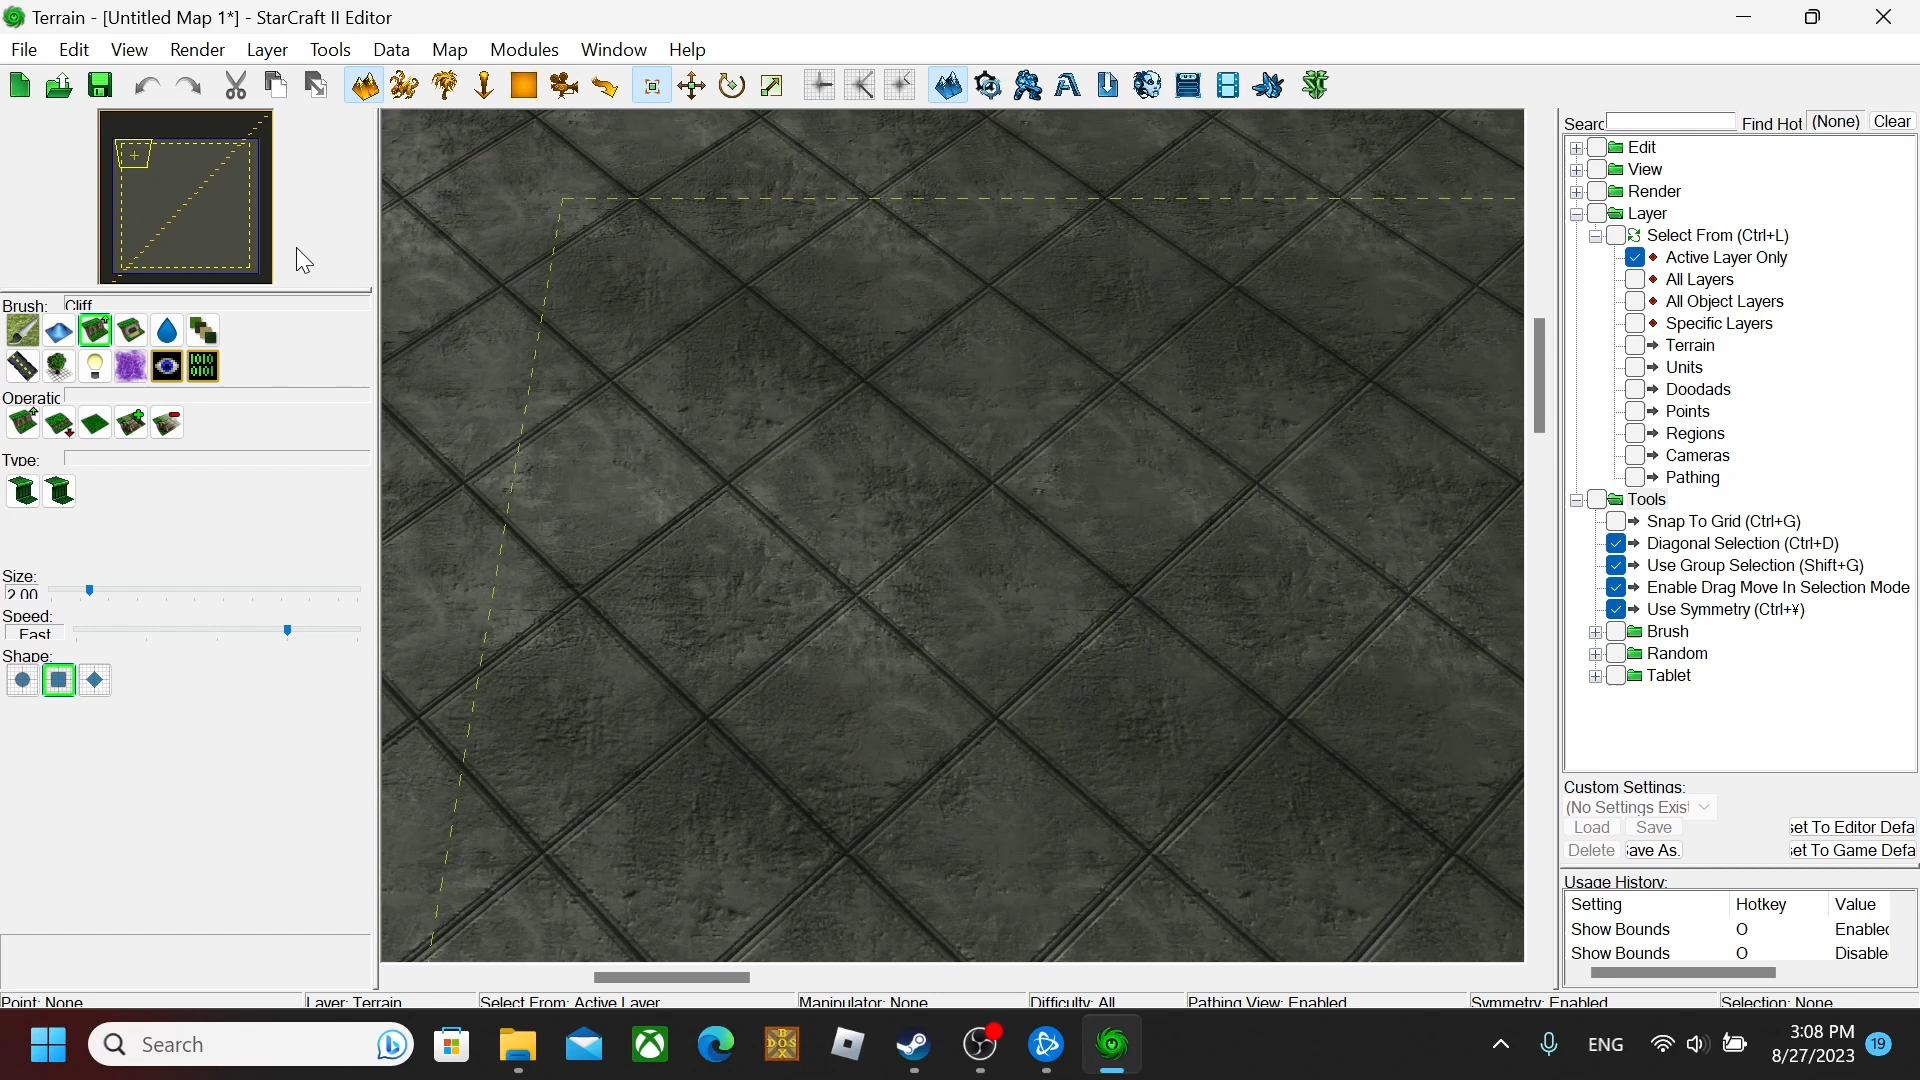 Terrain - [Untitled Map 1*] - StarCraft II Editor
File Edit View Render Layer Tools Data Map Modules Window Help
Searc Find Hot (None) Clear
Edit
View
Render
Layer
Select From (Ctrl+L)
Active Layer Only
All Layers
All Object Layers
Specific Layers
Terrain
Units
Doodads
Points
Regions
Cameras
Pathing
Tools
Snap To Grid (Ctrl+G)
Diagonal Selection (Ctrl+D)
Use Group Selection (Shift+G)
Enable Drag Move In Selection Mode
Use Symmetry (Ctrl+¥)
Brush
Random
Tablet
Brush: Cliff
Operatic
Type:
Size:
2.00
Speed:
Fast
Shape:
Custom Settings:
(No Settings Exist
Load Save set To Editor Defa
Delete Save As. set To Game Defa
Usage History:
Setting Hotkey Value
Show Bounds O Enabled
Show Bounds O Disable
Point: None Layer: Terrain Select From: Active Layer Manipulator: None Difficulty: All Pathing View: Enabled Symmetry: Enabled Selection: None
Search ENG 3:08 PM 19
8/27/2023